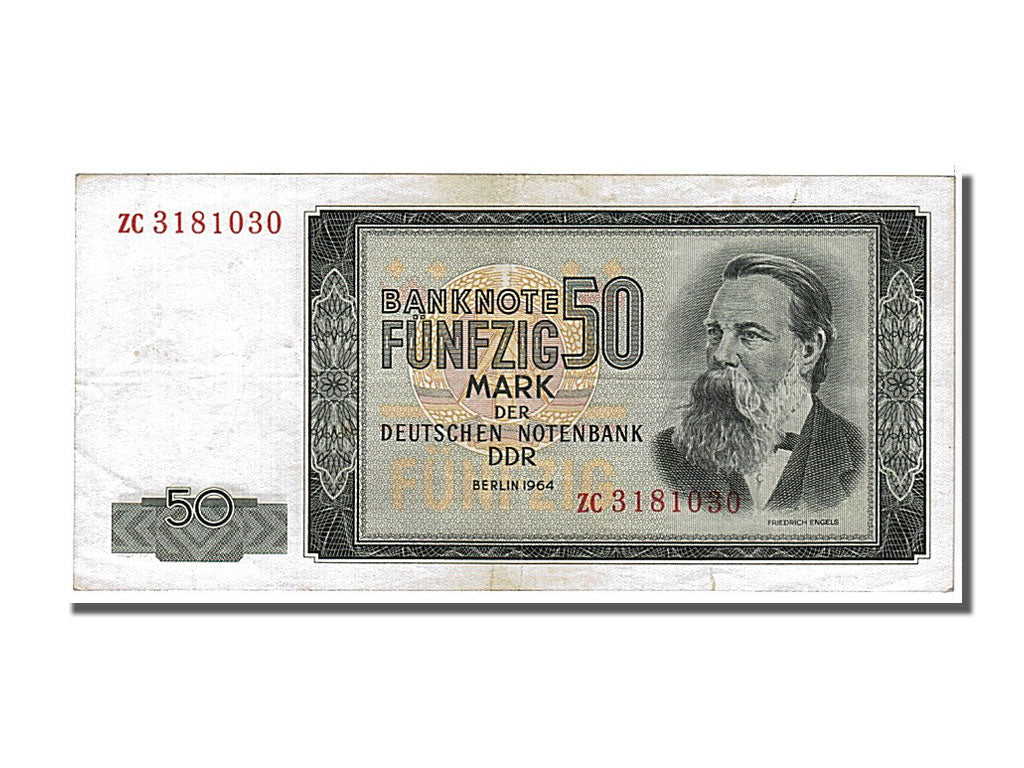 ZC 3181030
BANKNOTE 50
FÜNFZIG
MARK
DER
DEUTSCHEN NOTENBANK
DDR
BERLIN 1964
FÜNFZIG
ZC 3181030
50
FRIEDRICH ENGELS